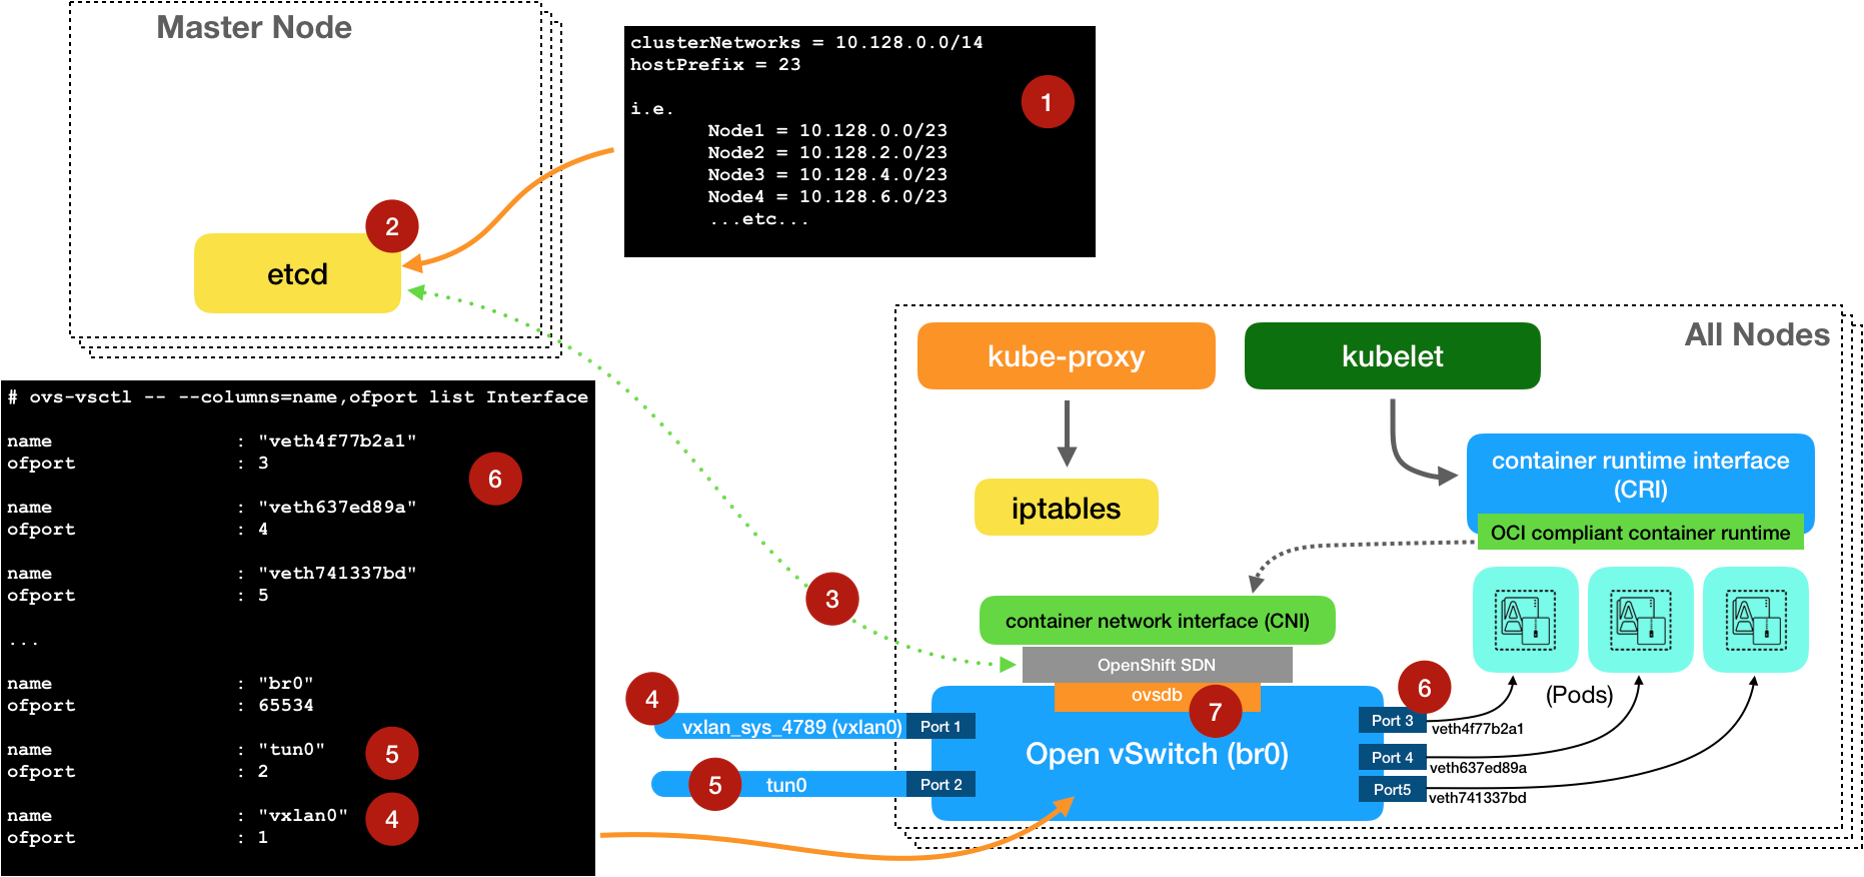 Master Node
clusterNetworks = 10.128.0.0/14
hostPrefix = 23
1
i.e.
Node1 = 10.128.0.0/23
Node2 = 10.128.2.0/23
Node3 = 10.128.4.0/23
Node4 = 10.128.6.0/23
...etc...
2
etcd
All Nodes
kube-proxy
kubelet
iptables
container runtime interface
(CRI)
OCI compliant container runtime
3
container network interface (CNI)
OpenShift SDN
ovsdb
7
Open vSwitch (br0)
4
vxlan_sys_4789 (vxlan0)
Port 1
5
tun0
Port 2
6
(Pods)
Port 3
veth4f77b2a1
Port 4
veth637ed89a
Port5
veth741337bd
# ovs-vsctl -- --columns=name,ofport list Interface
name : "veth4f77b2a1"
ofport : 3
6
name : "veth637ed89a"
ofport : 4
name : "veth741337bd"
ofport : 5
...
name : "br0"
ofport : 65534
name : "tun0"
ofport : 2
5
name : "vxlan0"
ofport : 1
4